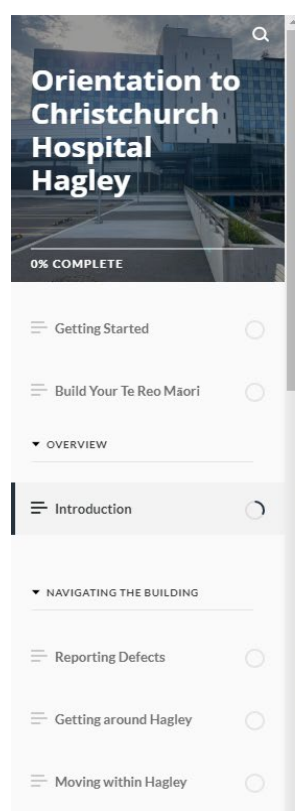 Orientation to
Christchurch
Hospital
Hagley
0% COMPLETE
Getting Started
Build Your Te Reo Māori
OVERVIEW
Introduction
NAVIGATING THE BUILDING
Reporting Defects
Getting around Hagley
Moving within Hagley